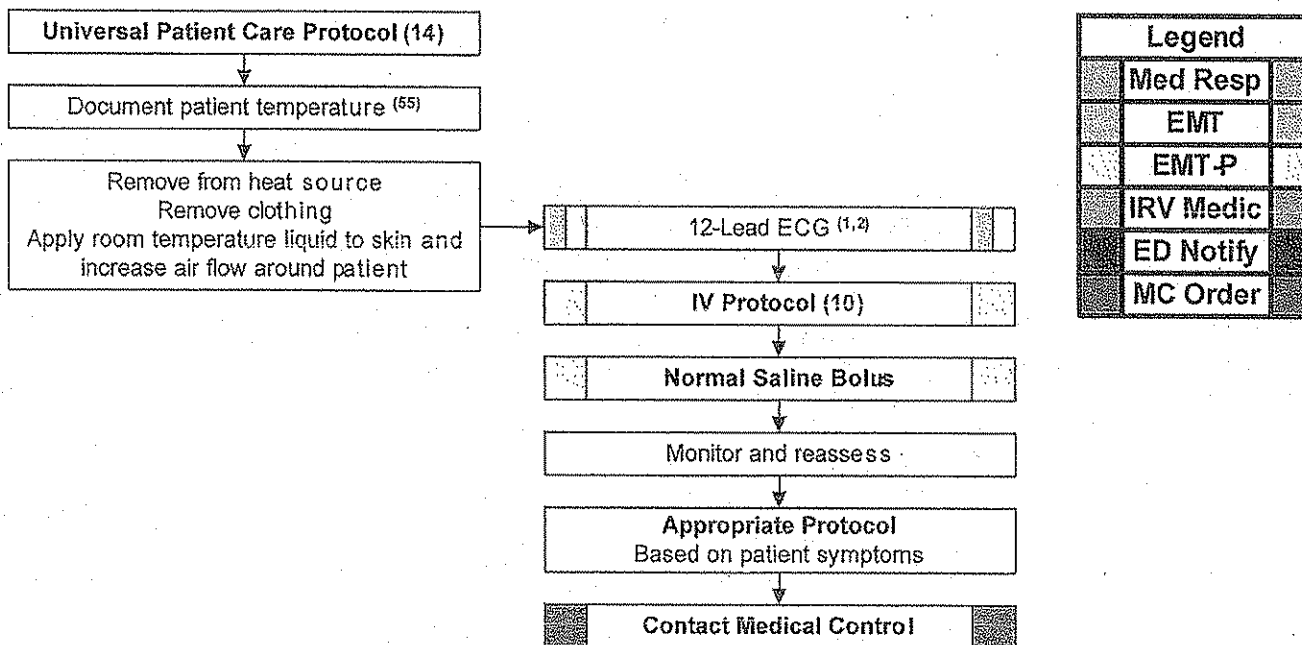 Universal Patient Care Protocol (14)
Document patient temperature (55)
Remove from heat source
Remove clothing
Apply room temperature liquid to skin and
increase air flow around patient
12-Lead ECG (1,2)
IV Protocol (10)
Normal Saline Bolus
Monitor and reassess
Appropriate Protocol
Based on patient symptoms
Contact Medical Control
Legend
Med Resp
EMT
EMT-P
IRV Medic
ED Notify
MC Order